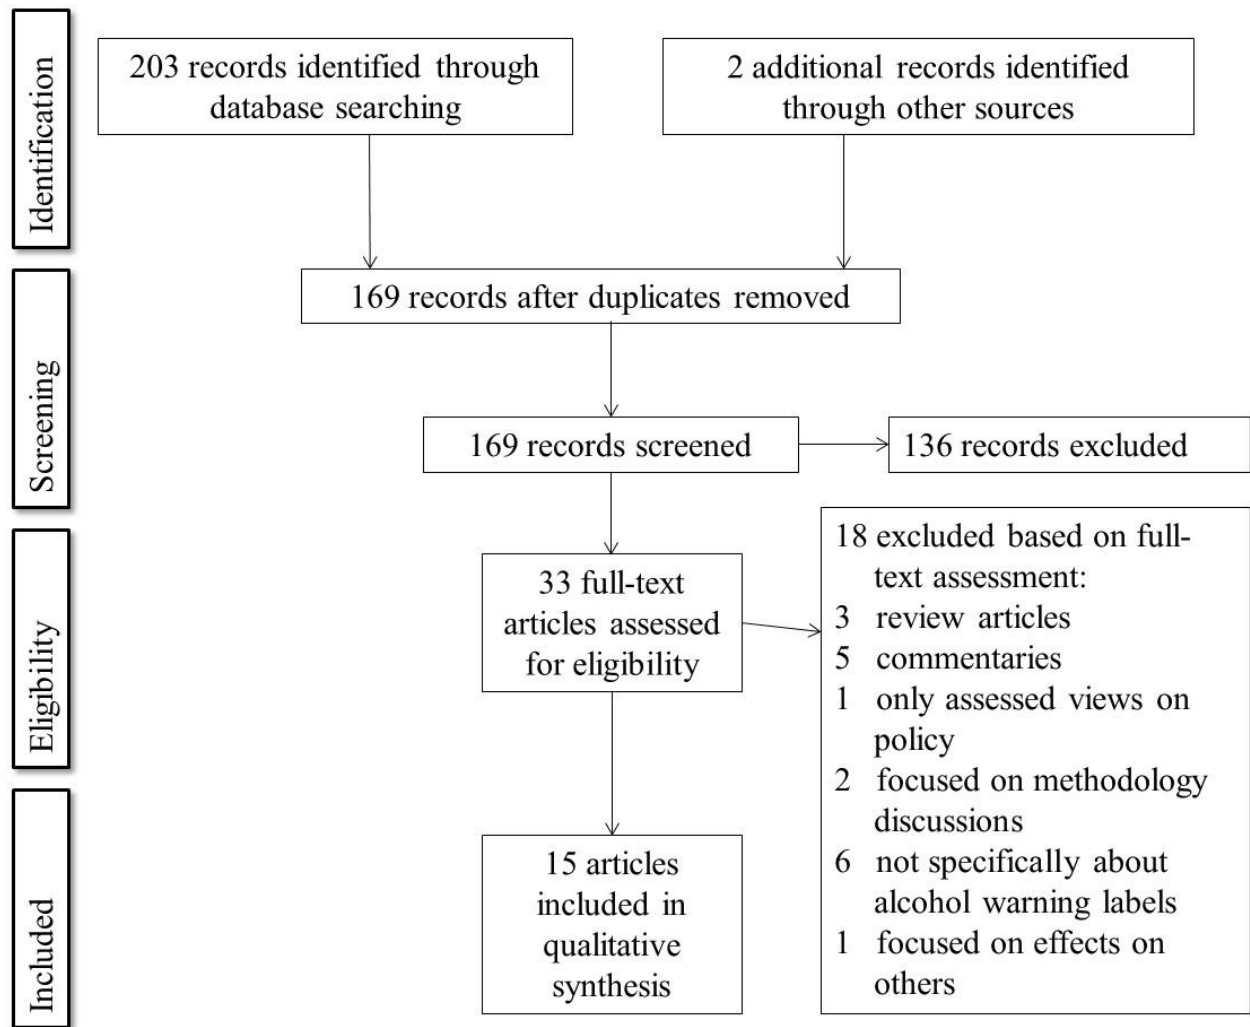 Identification
203 records identified through
database searching
2 additional records identified
through other sources
169 records after duplicates removed
Screening
169 records screened
136 records excluded
Eligibility
33 full-text
articles assessed
for eligibility
18 excluded based on full-
text assessment:
3 review articles
5 commentaries
1 only assessed views on
policy
2 focused on methodology
discussions
6 not specifically about
alcohol warning labels
1 focused on effects on
others
Included
15 articles
included in
qualitative
synthesis